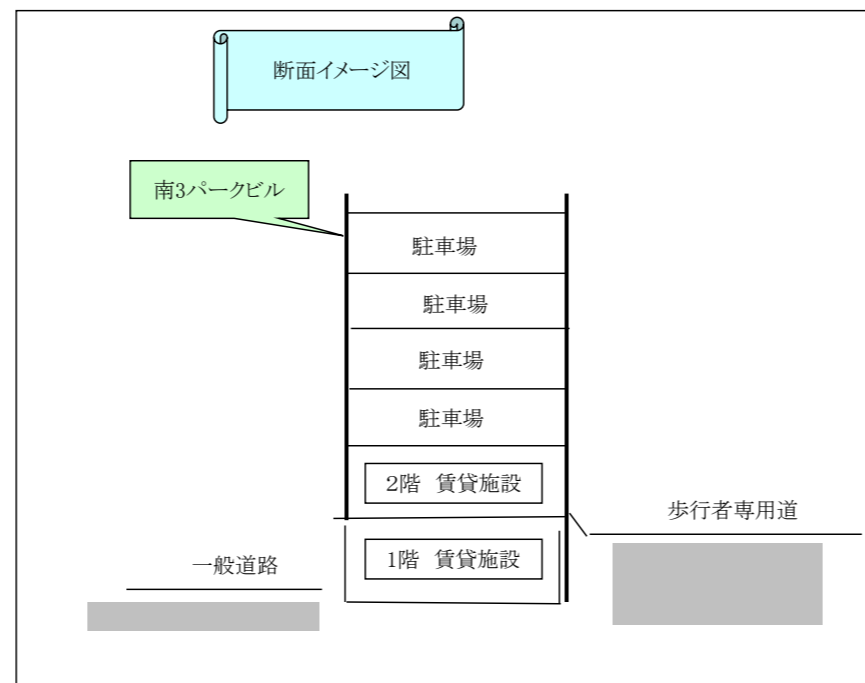 断面イメージ図
南3パークビル
駐車場
駐車場
駐車場
駐車場
2階 賃貸施設
歩行者専用道
1階 賃貸施設
一般道路